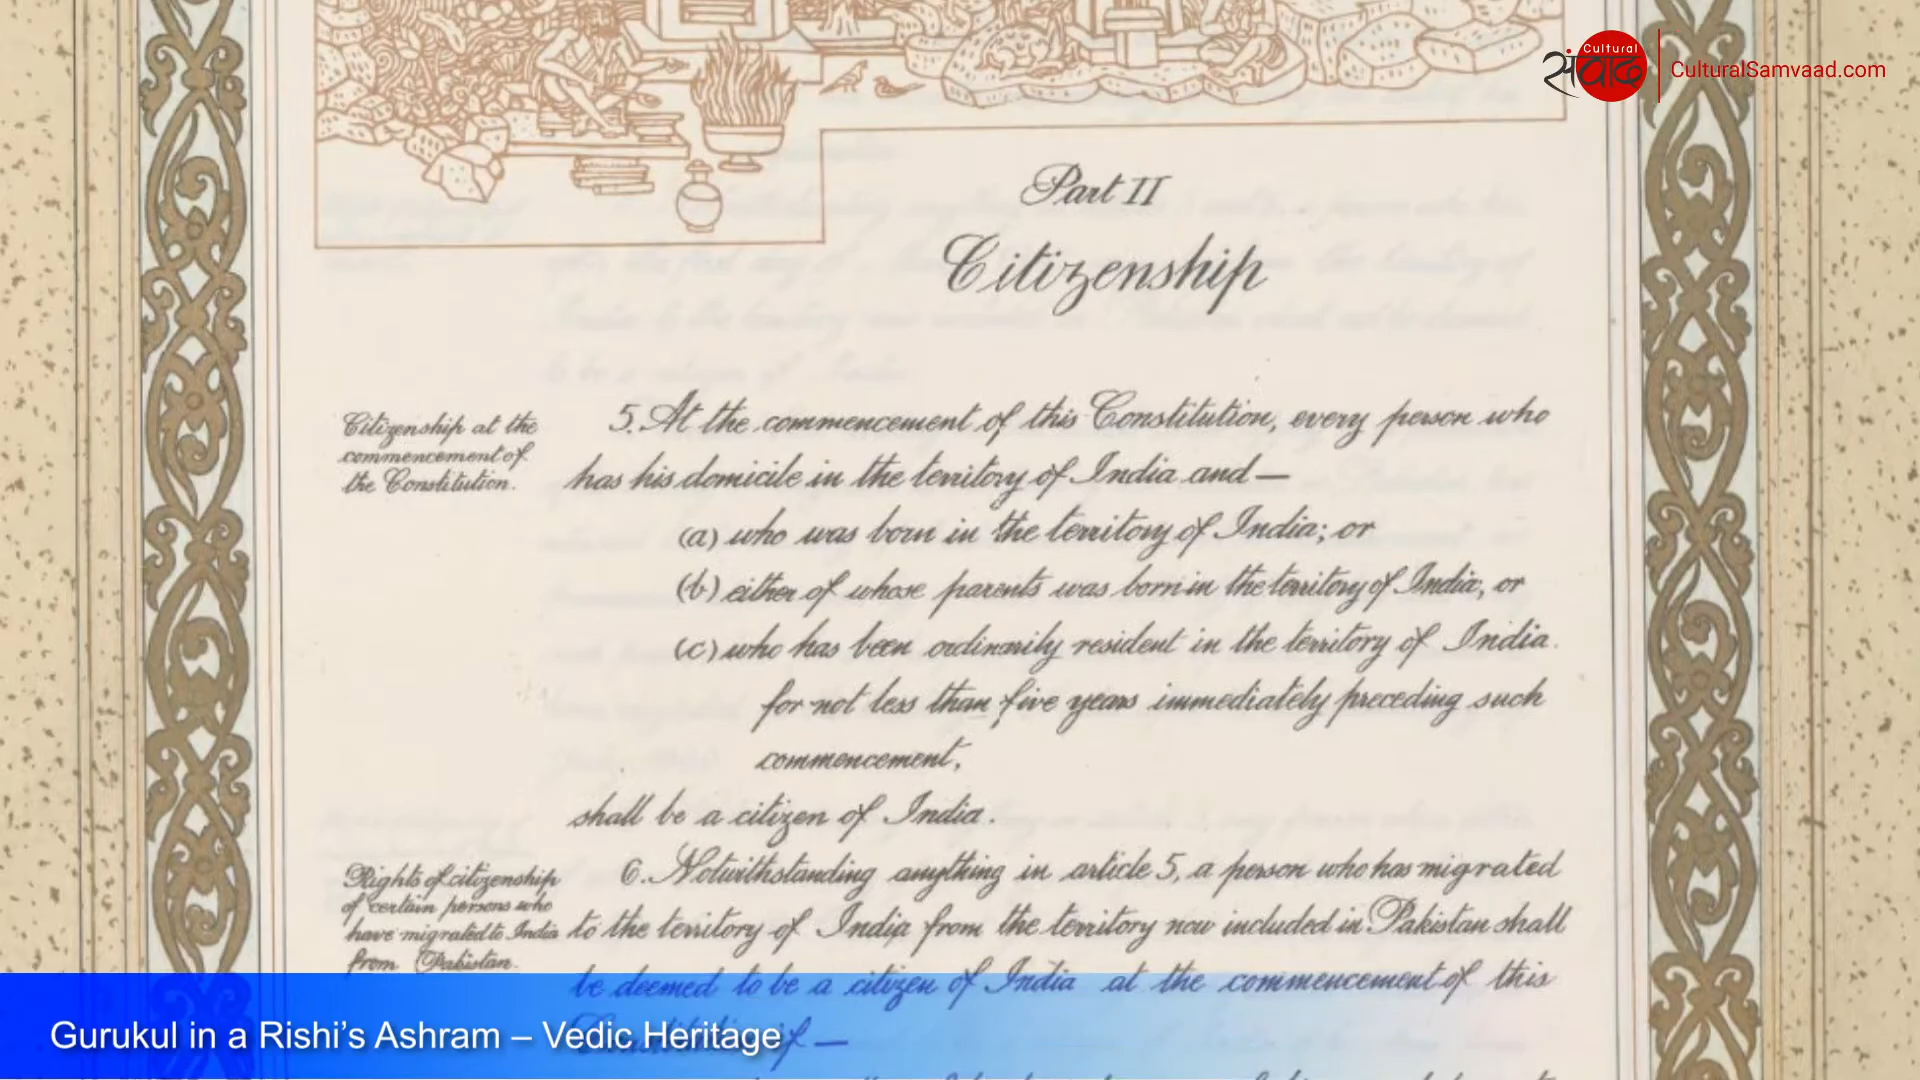 Cultural
संवाद
CulturalSamvaad.com
Part II
Citizenship
Citizenship at the
commencement of
the Constitution.
5. At the commencement of this Constitution, every person who
has his domicile in the territory of India and —
(a) who was born in the territory of India; or
(b) either of whose parents was born in the territory of India; or
(c) who has been ordinarily resident in the territory of India
for not less than five years immediately preceding such
commencement,
shall be a citizen of India.
Rights of citizenship
of certain persons who
have migrated to India
from Pakistan.
6. Notwithstanding anything in article 5, a person who has migrated
to the territory of India from the territory now included in Pakistan shall
be deemed to be a citizen of India at the commencement of this
if —
Gurukul in a Rishi’s Ashram – Vedic Heritage